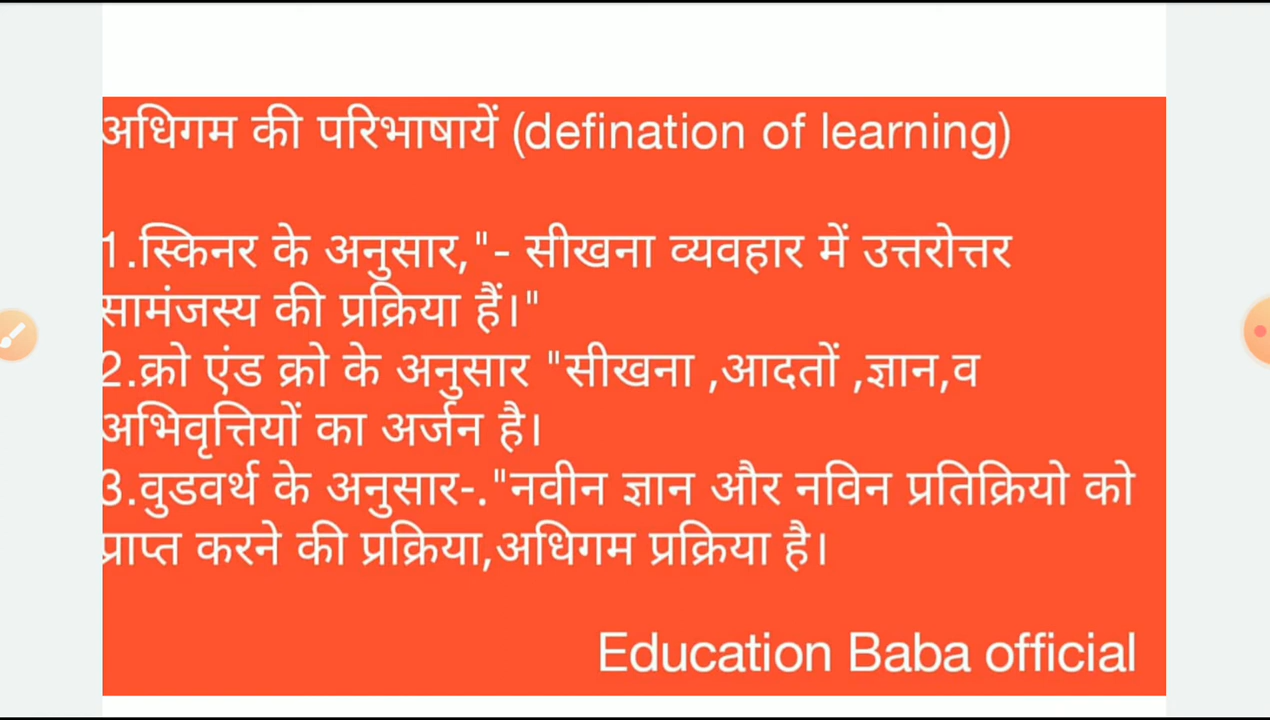 अधिगम की परिभाषायें (defination of learning)
1.स्किनर के अनुसार,"- सीखना व्यवहार में उत्तरोत्तर
सामंजस्य की प्रक्रिया हैं।"
2.क्रो एंड क्रो के अनुसार "सीखना ,आदतों ,ज्ञान,व
अभिवृत्तियों का अर्जन है।
3.वुडवर्थ के अनुसार-."नवीन ज्ञान और नविन प्रतिक्रियो को
प्राप्त करने की प्रक्रिया,अधिगम प्रक्रिया है।
Education Baba official